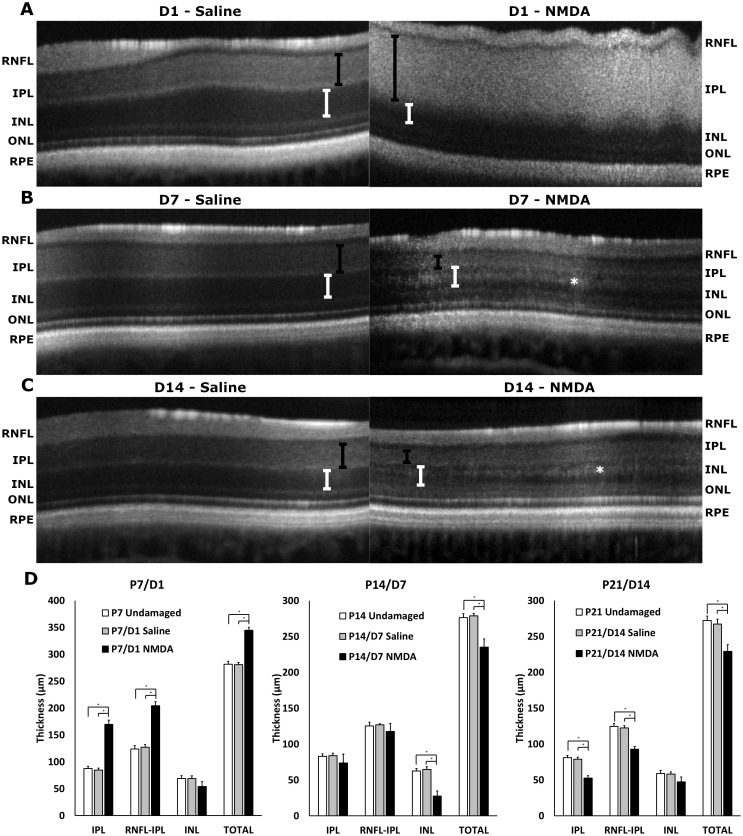 A
D1 - Saline
D1 - NMDA
RNFL
IPL
INL
ONL
RPE
RNFL
IPL
INL
ONL
RPE
B
D7 - Saline
D7 - NMDA
RNFL
IPL
INL
ONL
RPE
*
RNFL
IPL
INL
ONL
RPE
C
D14 - Saline
D14 - NMDA
RNFL
IPL
INL
ONL
RPE
*
RNFL
IPL
INL
ONL
RPE
D
P7/D1
Thickness (µm)
400
350
300
250
200
150
100
50
0
P7 Undamaged
P7/D1 Saline
P7/D1 NMDA
* *
* *
* *
IPL RNFL-IPL INL TOTAL
P14/D7
Thickness (µm)
300
250
200
150
100
50
0
P14 Undamaged
P14/D7 Saline
P14/D7 NMDA
* *
* *
IPL RNFL-IPL INL TOTAL
P21/D14
Thickness (µm)
300
250
200
150
100
50
0
P21 Undamaged
P21/D14 Saline
P21/D14 NMDA
* *
* *
* *
IPL RNFL-IPL INL TOTAL